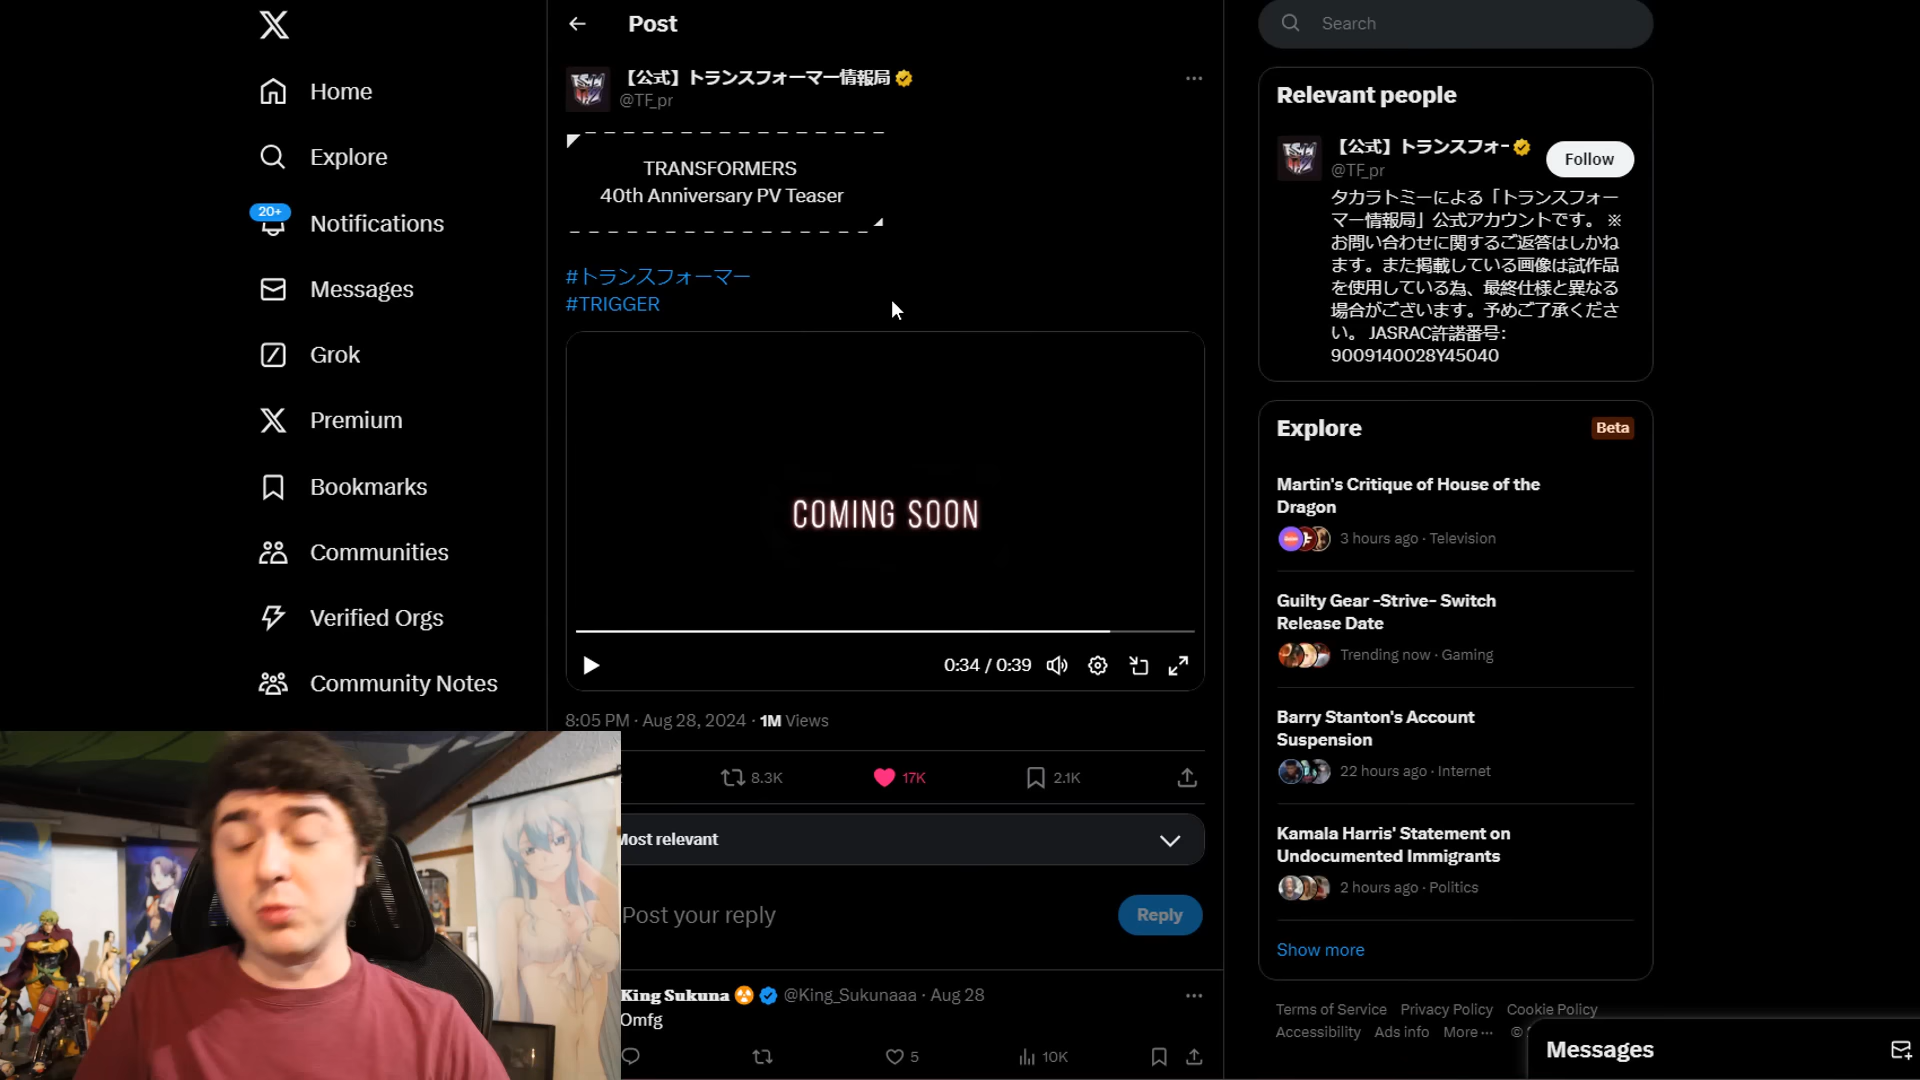 Home
Explore
20+
Notifications
Messages
Grok
Premium
Bookmarks
Communities
Verified Orgs
Community Notes
Post
【公式】トランスフォーマー情報局
@TF_pr
TRANSFORMERS
40th Anniversary PV Teaser
#トランスフォーマー
#TRIGGER
COMING SOON
0:34 / 0:39
8:05 PM · Aug 28, 2024 · 1M Views
8.3K
17K
2.1K
Most relevant
Post your reply
Reply
King Sukuna @King_Sukunaaa · Aug 28
Omfg
5
10K
Search
Relevant people
【公式】トランスフォー
@TF_pr
Follow
タカラトミーによる「トランスフォー
マー情報局」公式アカウントです。 ※
お問い合わせに関するご返答はしかね
ます。また掲載している画像は試作品
を使用している為、最終仕様と異なる
場合がございます。予めご了承くださ
い。 JASRAC許諾番号：
9009140028Y45040
Explore
Beta
Martin's Critique of House of the
Dragon
3 hours ago · Television
Guilty Gear -Strive- Switch
Release Date
Trending now · Gaming
Barry Stanton's Account
Suspension
22 hours ago · Internet
Kamala Harris' Statement on
Undocumented Immigrants
2 hours ago · Politics
Show more
Terms of Service Privacy Policy Cookie Policy
Accessibility Ads info More ··· ©
Messages